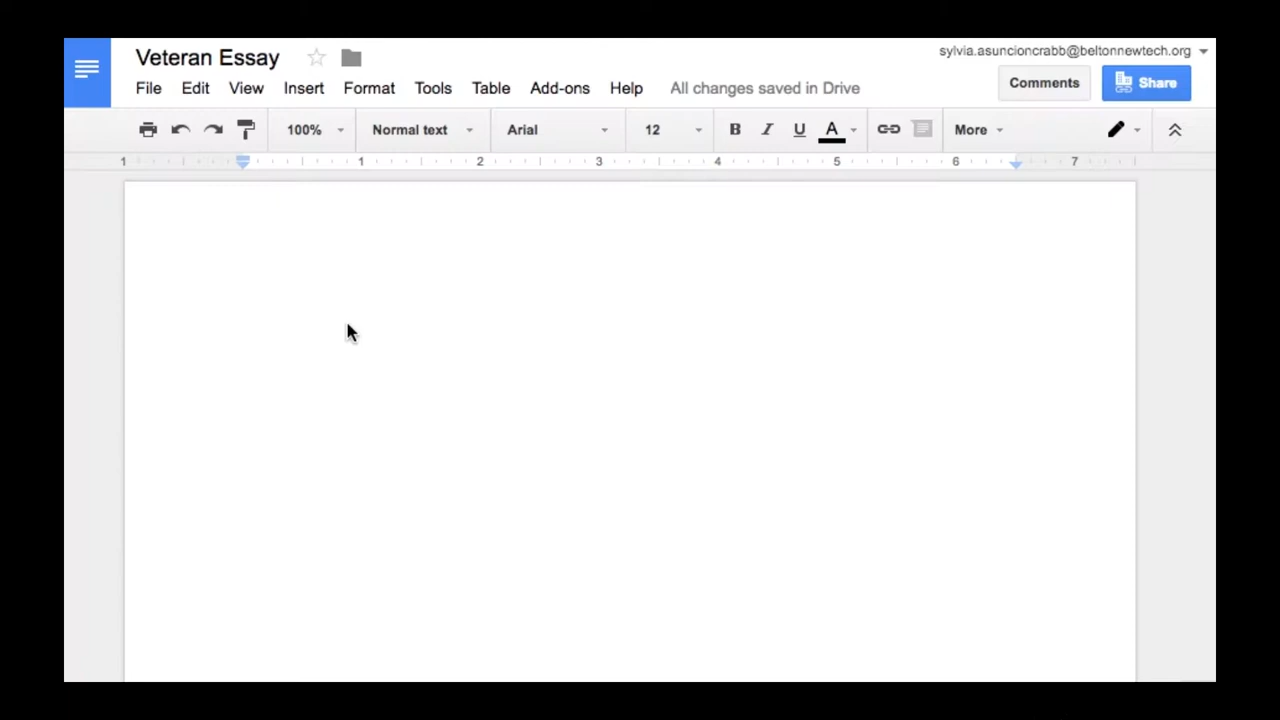 Veteran Essay
sylvia.asuncioncrabb@beltonnewtech.org
File Edit View Insert Format Tools Table Add-ons Help All changes saved in Drive
Comments Share
100% Normal text Arial 12 B I U A More
1 1 2 3 4 5 6 7